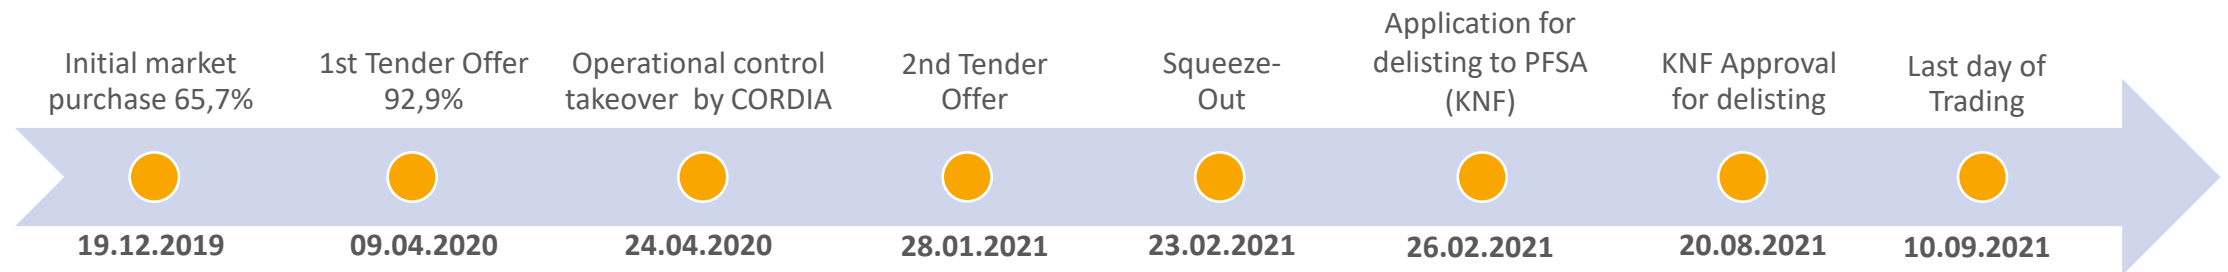 Initial market
purchase 65,7%
1st Tender Offer
92,9%
Operational control
takeover by CORDIA
2nd Tender
Offer
Squeeze-
Out
Application for
delisting to PFSA
(KNF)
KNF Approval
for delisting
Last day of
Trading
19.12.2019
09.04.2020
24.04.2020
28.01.2021
23.02.2021
26.02.2021
20.08.2021
10.09.2021